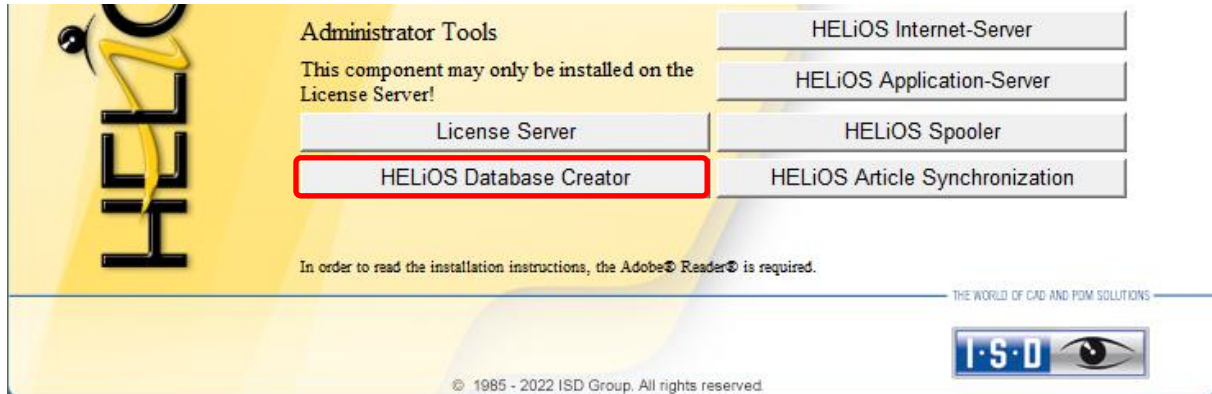 HELiOS
Administrator Tools
This component may only be installed on the
License Server!
License Server
HELiOS Database Creator
HELiOS Internet-Server
HELiOS Application-Server
HELiOS Spooler
HELiOS Article Synchronization
In order to read the installation instructions, the Adobe® Reader® is required.
THE WORLD OF CAD AND PDM SOLUTIONS
I·S·D
© 1985 - 2022 ISD Group. All rights reserved.